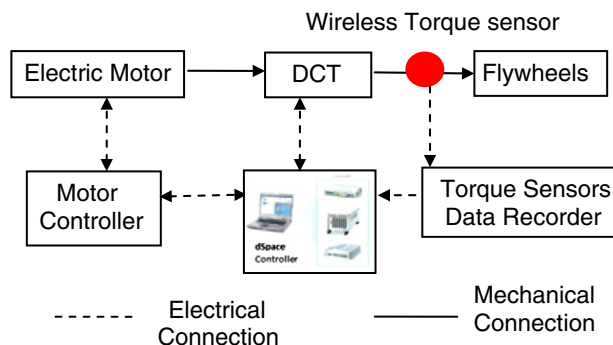 Wireless Torque sensor
Electric Motor
DCT
Flywheels
Motor
Controller
dSpace
Controller
Torque Sensors
Data Recorder
Electrical
Connection
Mechanical
Connection